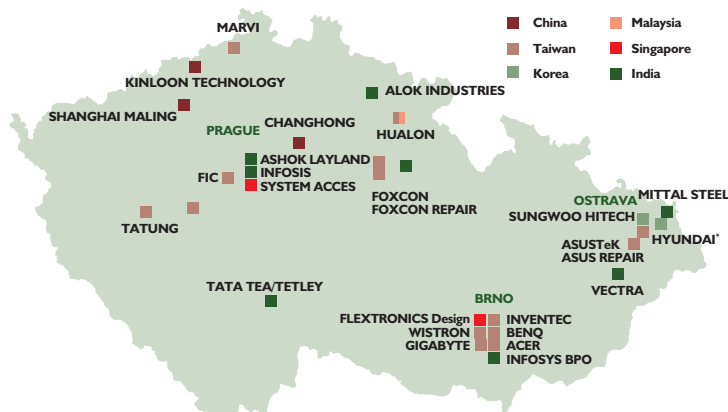 MARVI
China
Malaysia
Taiwan
Singapore
Korea
India
KINLOON TECHNOLOGY
ALOK INDUSTRIES
SHANGHAI MALING
CHANGHONG
PRAGUE
HUALON
ASHOK LAYLAND
INFOSIS
SYSTEM ACCES
FIC
FOXCON
FOXCON REPAIR
TATUNG
MITTAL STEEL
OSTRAVA
SUNGWOO HITECH
HYUNDAI*
ASUSTeK
ASUS REPAIR
VECTRA
TATA TEA/TETLEY
BRNO
FLEXTRONICS Design
INVENTEC
WISTRON
BENQ
GIGABYTE
ACER
INFOSYS BPO